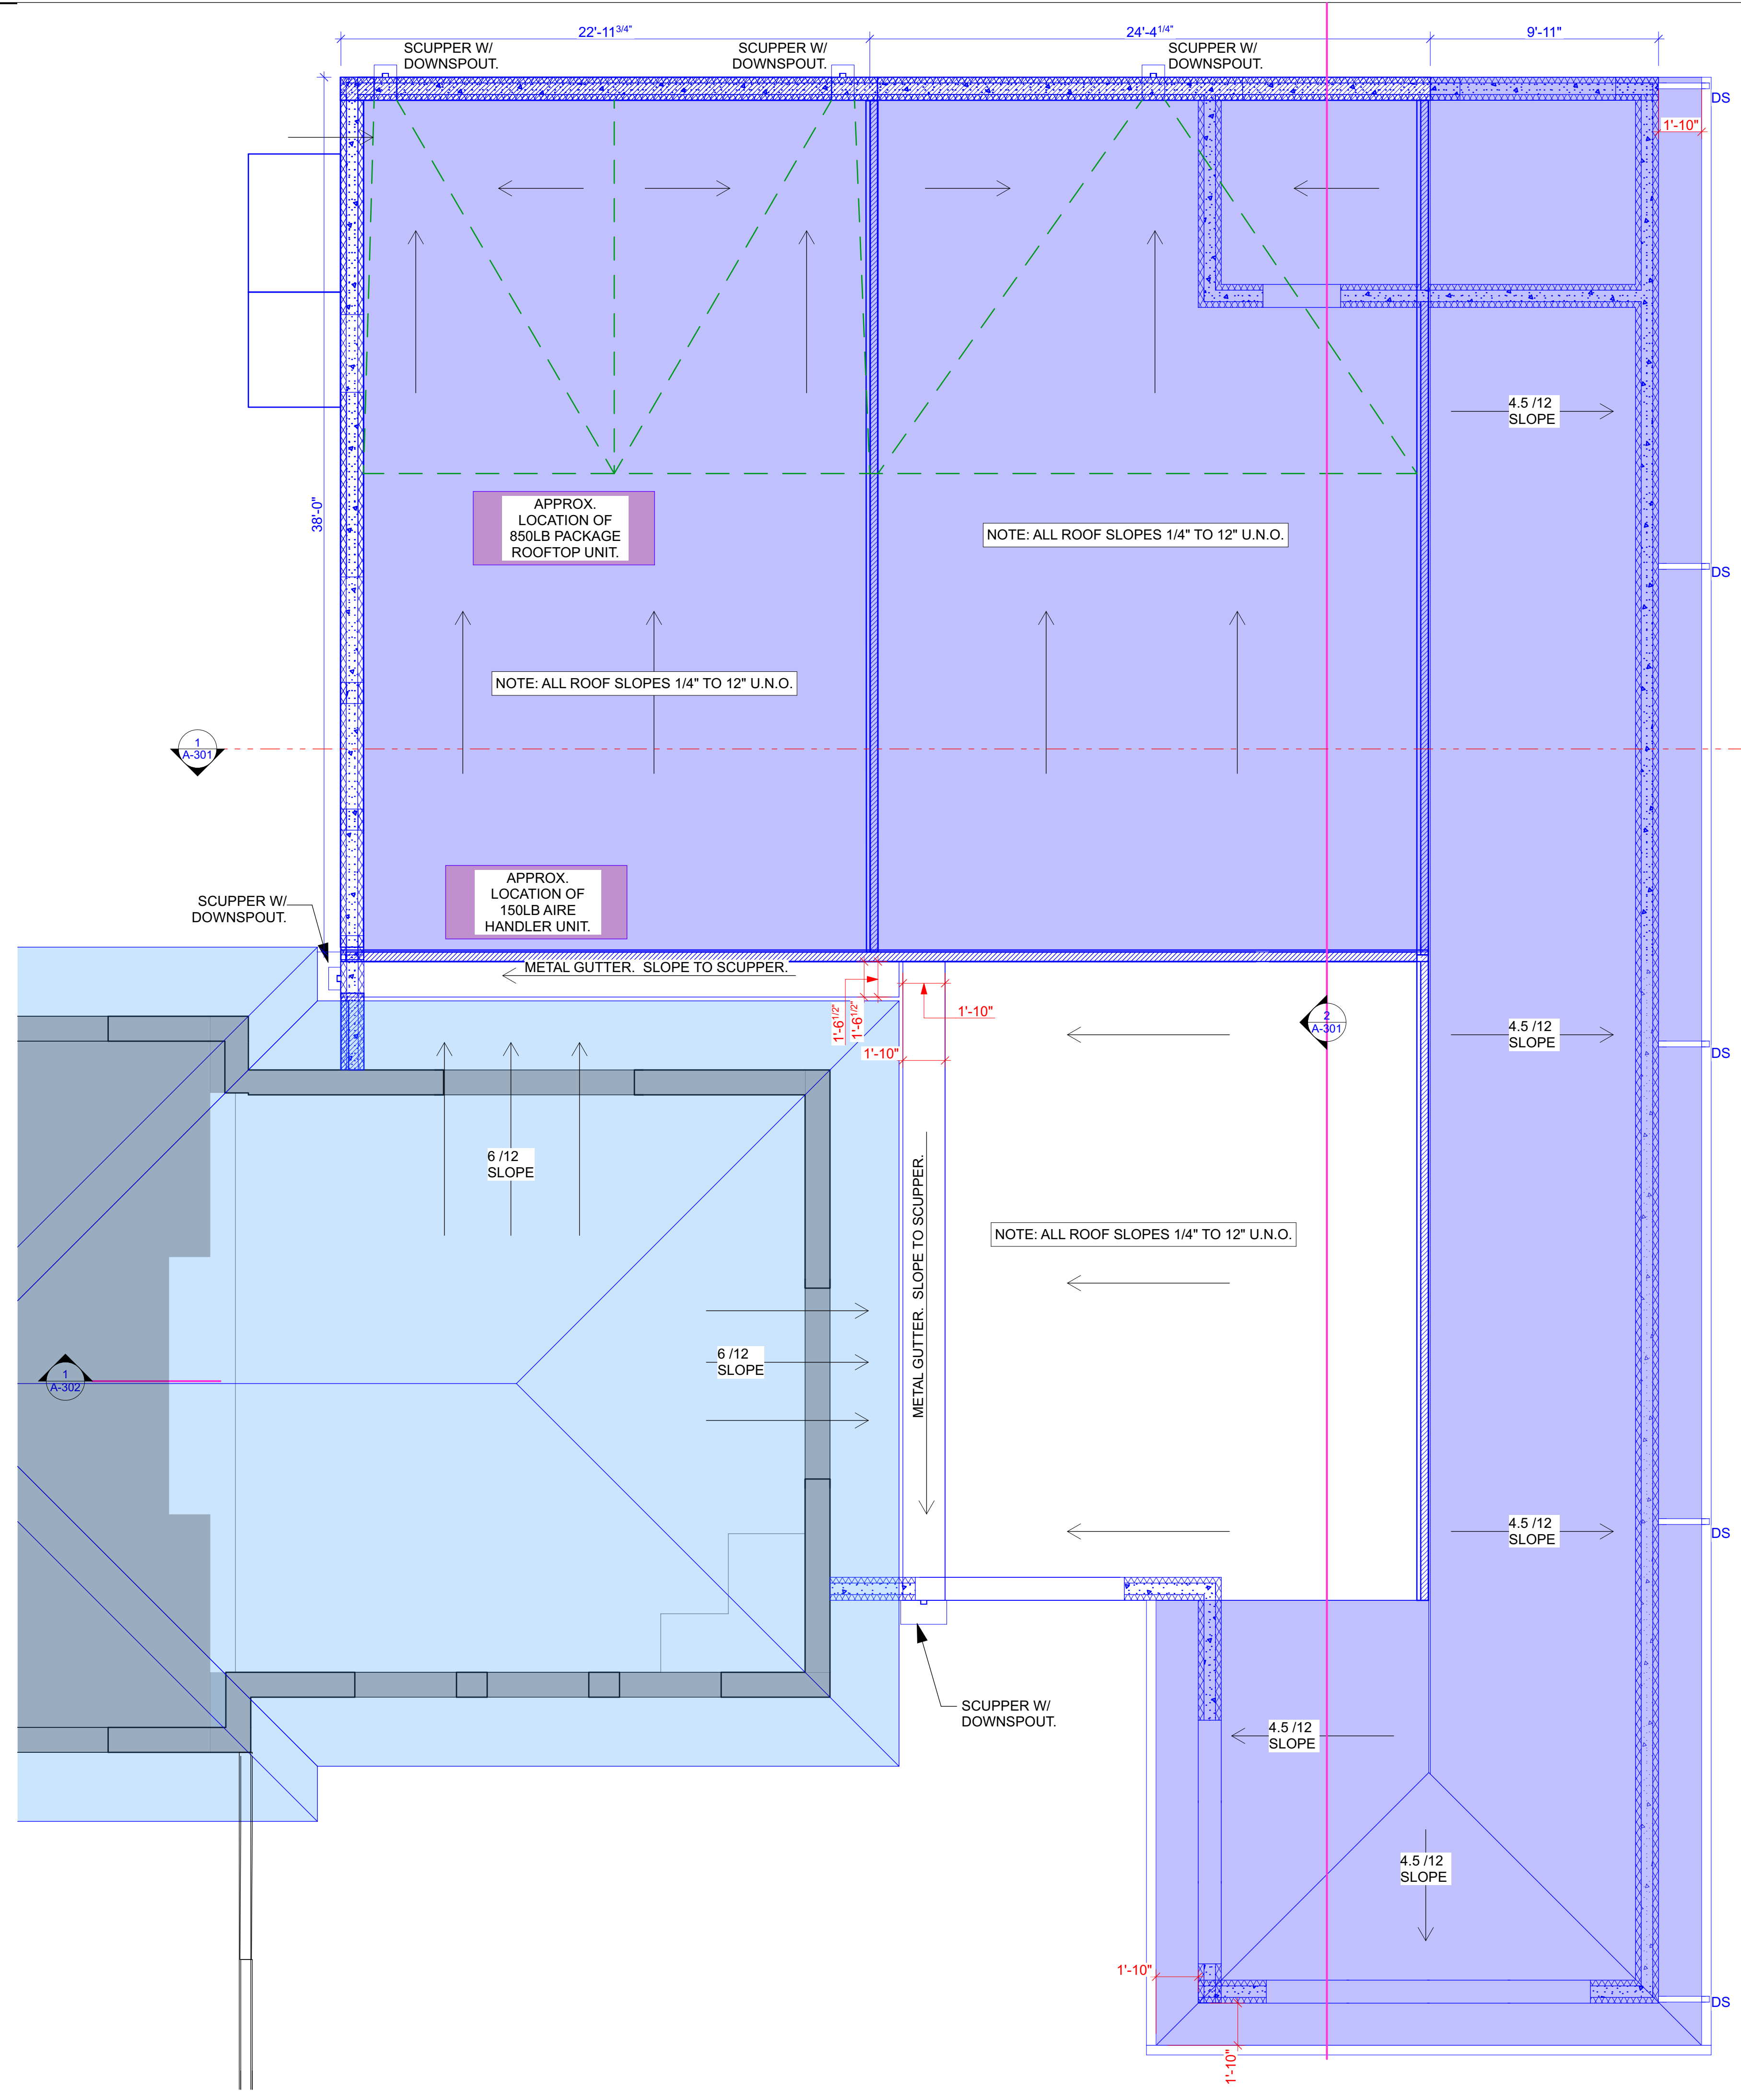 22'-11 3/4"
24'-4 1/4"
9'-11"
SCUPPER W/
DOWNSPOUT.
SCUPPER W/
DOWNSPOUT.
SCUPPER W/
DOWNSPOUT.
DS
1'-10"
4.5 /12
SLOPE
38'-0"
APPROX.
LOCATION OF
850LB PACKAGE
ROOFTOP UNIT.
NOTE: ALL ROOF SLOPES 1/4" TO 12" U.N.O.
DS
NOTE: ALL ROOF SLOPES 1/4" TO 12" U.N.O.
1
A-301
APPROX.
LOCATION OF
150LB AIRE
HANDLER UNIT.
SCUPPER W/
DOWNSPOUT.
METAL GUTTER.  SLOPE TO SCUPPER.
1'-6 1/2"
1'-6 1/2"
1'-10"
1'-10"
2
A-301
4.5 /12
SLOPE
DS
6 /12
SLOPE
METAL GUTTER.  SLOPE TO SCUPPER.
NOTE: ALL ROOF SLOPES 1/4" TO 12" U.N.O.
6 /12
SLOPE
1
A-302
4.5 /12
SLOPE
DS
SCUPPER W/
DOWNSPOUT.
4.5 /12
SLOPE
4.5 /12
SLOPE
1'-10"
DS
1'-10"